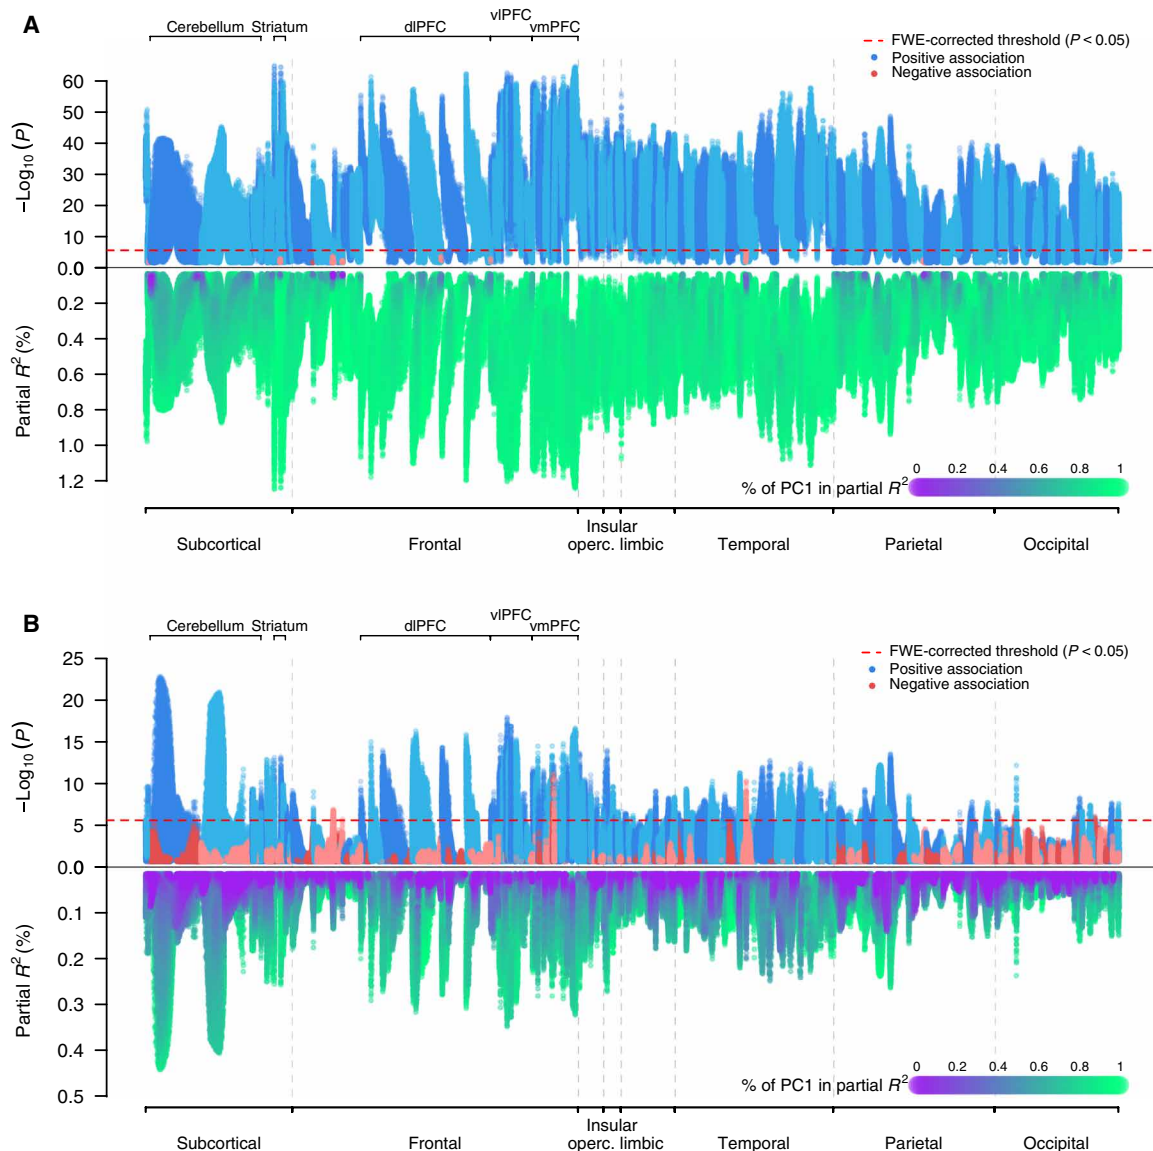 A
Cerebellum Striatum dlPFC vlPFC vmPFC
FWE-corrected threshold (P < 0.05)
Positive association
Negative association
−Log10 (P)
60
50
40
30
20
10
0.0
0.2
0.4
0.6
0.8
1.0
1.2
Partial R2 (%)
0 0.2 0.4 0.6 0.8 1
% of PC1 in partial R2
Subcortical Frontal Insular operc. limbic Temporal Parietal Occipital
B
Cerebellum Striatum dlPFC vlPFC vmPFC
FWE-corrected threshold (P < 0.05)
Positive association
Negative association
−Log10 (P)
25
20
15
10
5
0.0
0.1
0.2
0.3
0.4
0.5
Partial R2 (%)
0 0.2 0.4 0.6 0.8 1
% of PC1 in partial R2
Subcortical Frontal Insular operc. limbic Temporal Parietal Occipital